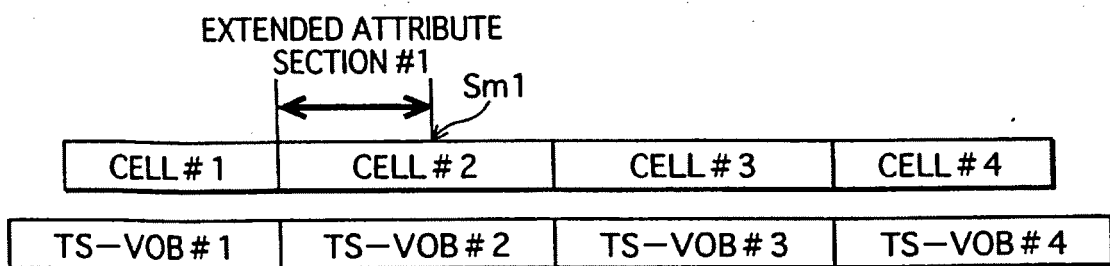 EXTENDED ATTRIBUTE
SECTION #1
Sm1
CELL # 1 CELL # 2 CELL # 3 CELL # 4
TS-VOB # 1 TS-VOB # 2 TS-VOB # 3 TS-VOB # 4